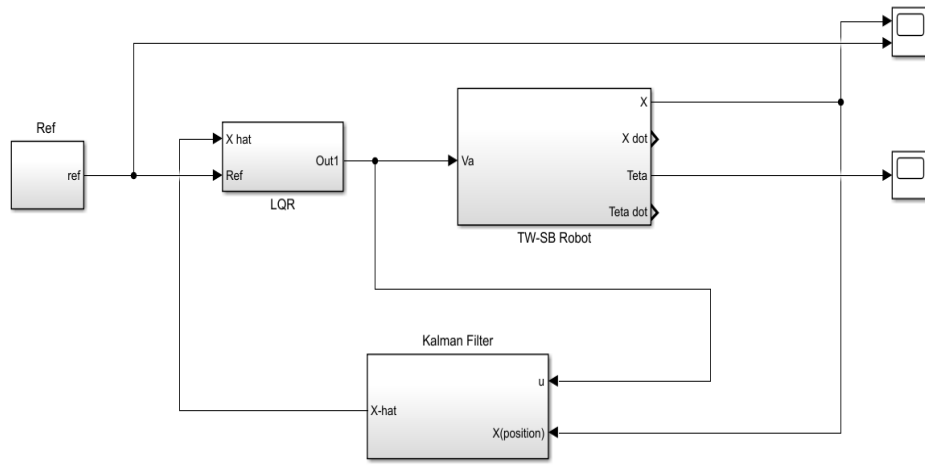 Ref
ref
X hat
Ref
Out1
LQR
Va
X
X dot
Teta
Teta dot
TW-SB Robot
Kalman Filter
u
X-hat
X(position)